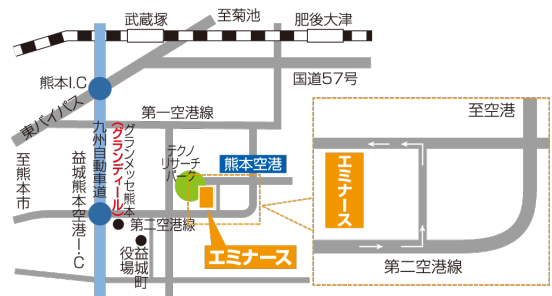 至菊池
武蔵塚
肥後大津
熊本I.C
国道57号
東バイパス
第一空港線
至空港
九州自動車道
グランメッセ熊本
(グランディール)
テクノ
リサーチ
パーク
熊本空港
至熊本市
益城熊本空港I・C
エミナース
第二空港線
益城町
役場
エミナース
第二空港線